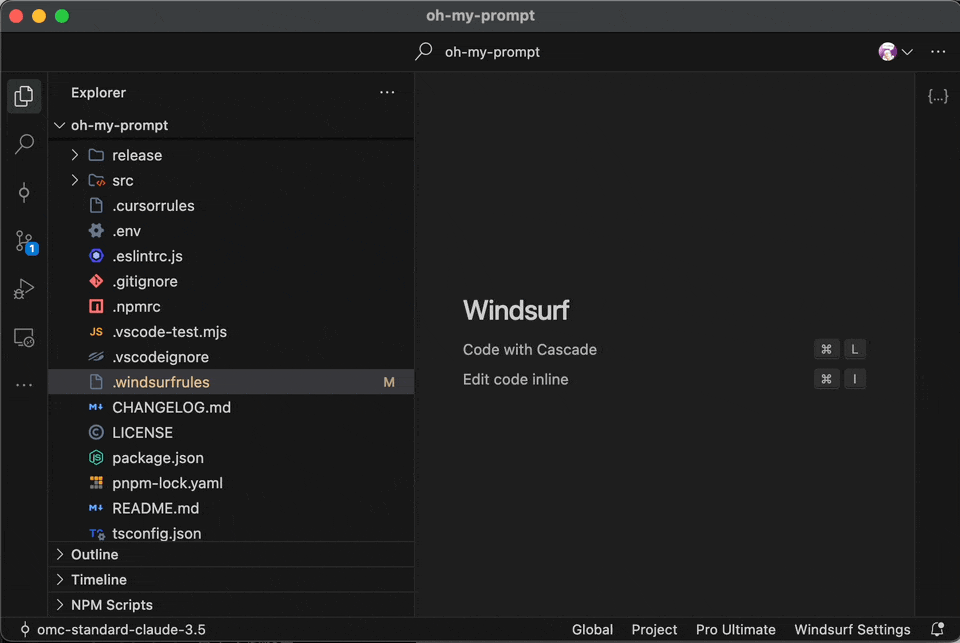 oh-my-prompt
oh-my-prompt
Explorer
oh-my-prompt
release
src
.cursorrules
.env
.eslintrc.js
.gitignore
.npmrc
JS .vscode-test.mjs
.vscodeignore
.windsurfrules M
CHANGELOG.md
LICENSE
package.json
pnpm-lock.yaml
README.md
tsconfig.json
Outline
Timeline
NPM Scripts
1
Windsurf
Code with Cascade ⌘ L
Edit code inline ⌘ I
{...}
omc-standard-claude-3.5
Global Project Pro Ultimate Windsurf Settings